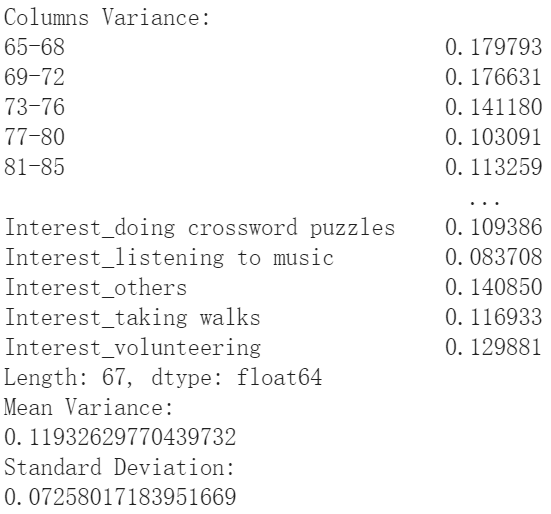 Columns Variance:
65-68 0.179793
69-72 0.176631
73-76 0.141180
77-80 0.103091
81-85 0.113259
...
Interest_doing crossword puzzles 0.109386
Interest_listening to music 0.083708
Interest_others 0.140850
Interest_taking walks 0.116933
Interest_volunteering 0.129881
Length: 67, dtype: float64
Mean Variance:
0.11932629770439732
Standard Deviation:
0.07258017183951669